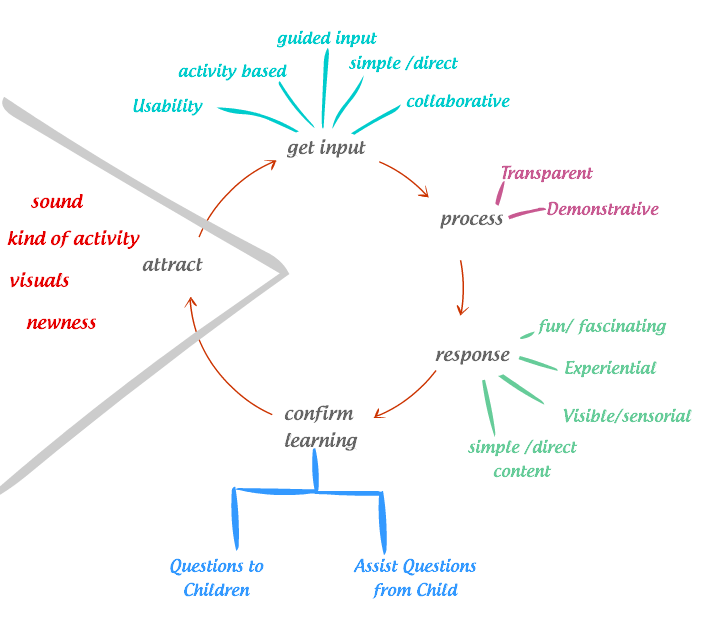 guided input
simple /direct
activity based
Usability
collaborative
get input
Transparent
process
Demonstrative
sound
kind of activity
attract
visuals
newness
fun/ fascinating
response
Experiential
Visible/sensorial
simple /direct
content
confirm
learning
Questions to
Children
Assist Questions
from Child